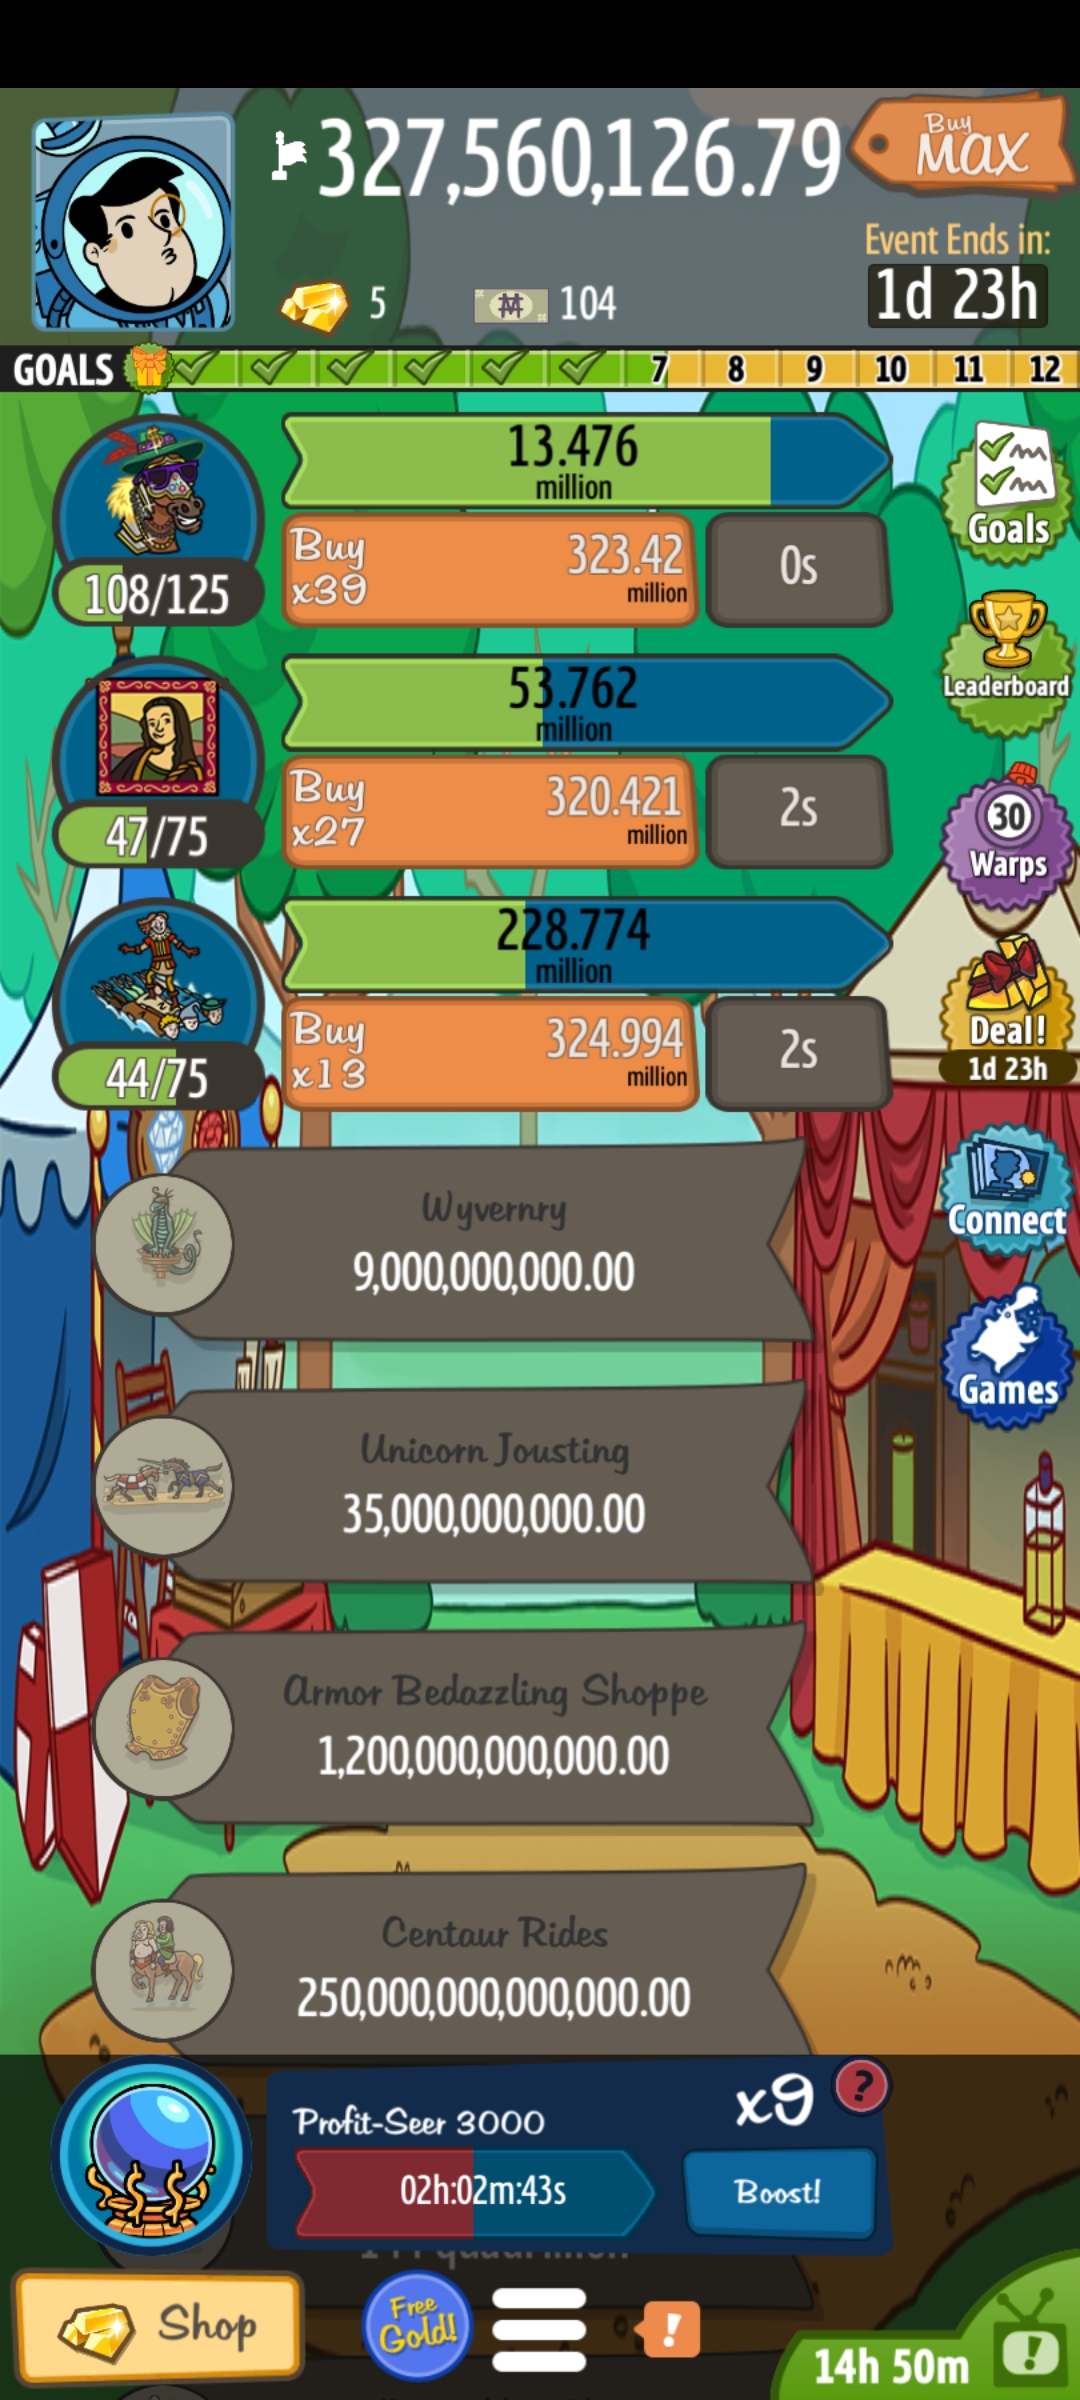 327,560,126.79
Buy
MAX
Event Ends in:
1d 23h
5
104
GOALS
7
8
9
10
11
12
13.476
million
Buy
x39
323.42
million
0s
108/125
Goals
53.762
million
Leaderboard
Buy
x27
320.421
million
2s
47/75
30
Warps
228.774
million
Buy
x13
324.994
million
2s
44/75
Deal!
1d 23h
Wyvernry
9,000,000,000.00
Connect
Unicorn Jousting
35,000,000,000.00
Games
Armor Bedazzling Shoppe
1,200,000,000,000.00
Centaur Rides
250,000,000,000,000.00
Profit-Seer 3000
x9
?
02h:02m:43s
Boost!
Shop
Free
Gold!
!
14h 50m
!